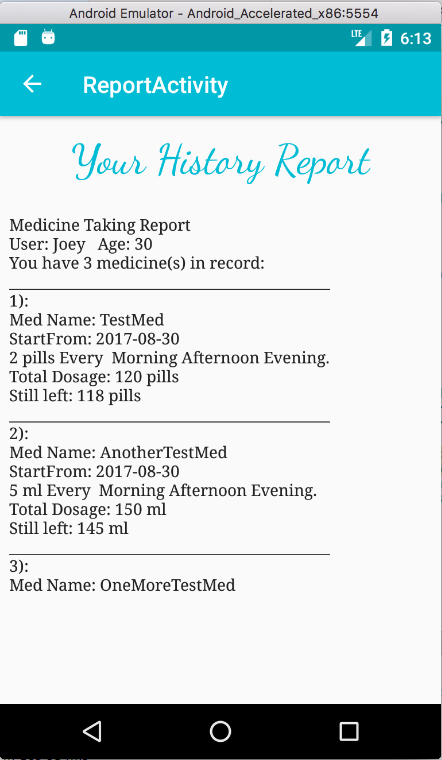 Android Emulator - Android_Accelerated_x86:5554
LTE 6:13
ReportActivity
Your History Report
Medicine Taking Report
User: Joey   Age: 30
You have 3 medicine(s) in record:
1):
Med Name: TestMed
StartFrom: 2017-08-30
2 pills Every  Morning Afternoon Evening.
Total Dosage: 120 pills
Still left: 118 pills
2):
Med Name: AnotherTestMed
StartFrom: 2017-08-30
5 ml Every  Morning Afternoon Evening.
Total Dosage: 150 ml
Still left: 145 ml
3):
Med Name: OneMoreTestMed